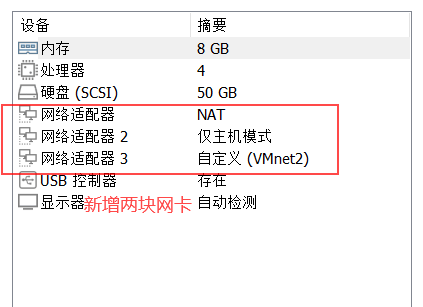 设备 摘要
内存 8 GB
处理器 4
硬盘 (SCSI) 50 GB
网络适配器 NAT
网络适配器 2 仅主机模式
网络适配器 3 自定义 (VMnet2)
USB 控制器 存在
显示器 自动检测
新增两块网卡